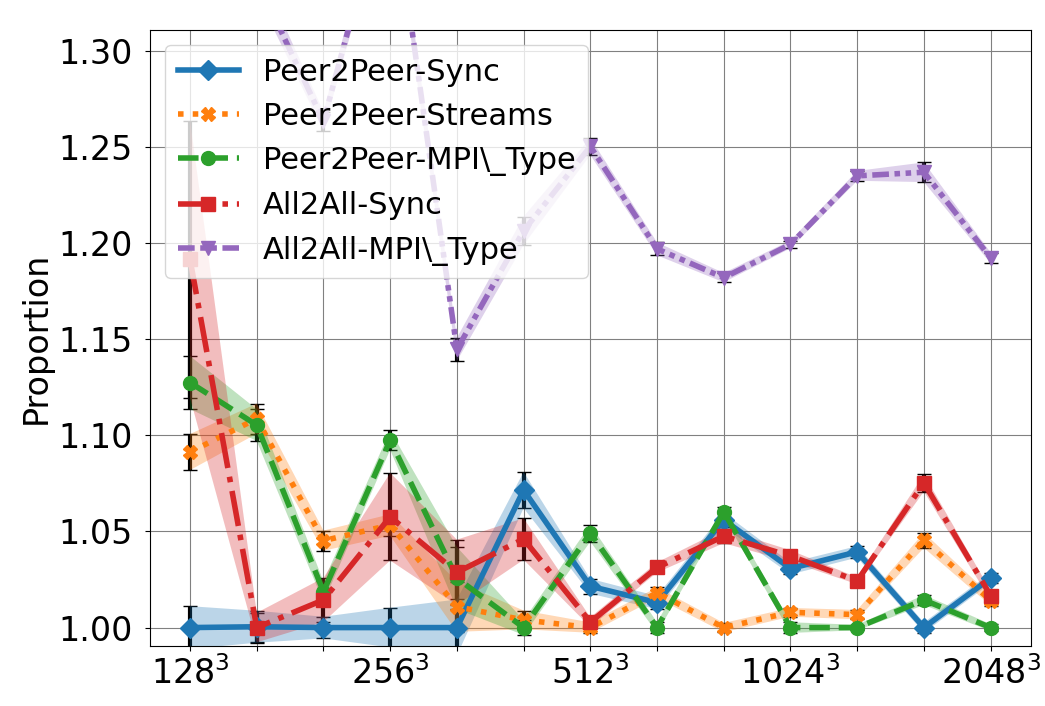 1.30
1.25
1.20
1.15
1.10
1.05
1.00
Proportion
Peer2Peer-Sync
Peer2Peer-Streams
Peer2Peer-MPI\_Type
All2All-Sync
All2All-MPI\_Type
128³ 256³ 512³ 1024³ 2048³